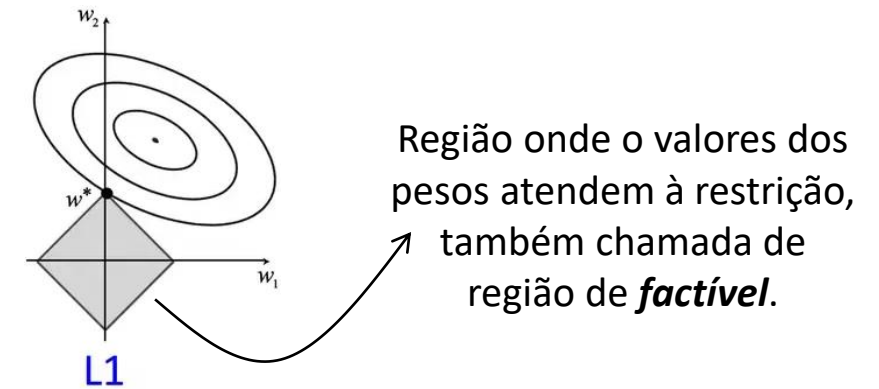 w₂
w*
w₁
L1
Região onde o valores dos
pesos atendem à restrição,
também chamada de
região de factível.